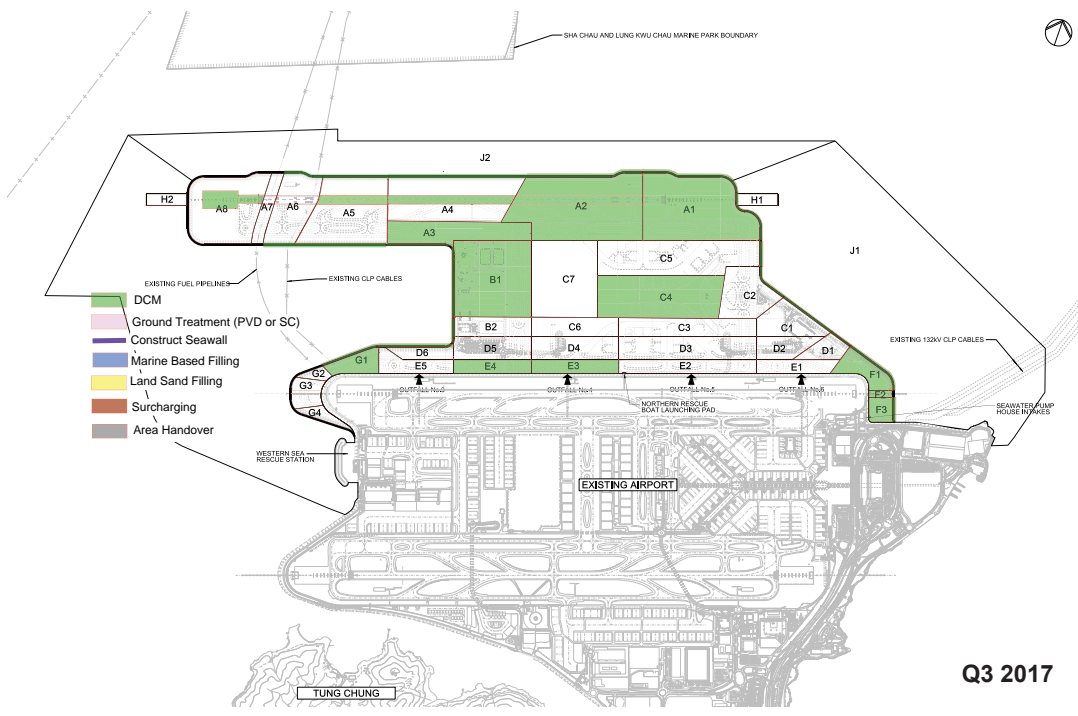 SHA CHAU AND LUNG KWU CHAU MARINE PARK BOUNDARY
J2
H2
H1
A8
A7
A6
A5
A4
A3
A2
A1
J1
EXISTING FUEL PIPELINES
EXISTING CLP CABLES
B1
C7
C5
C4
C2
DCM
Ground Treatment (PVD or SC)
Construct Seawall
Marine Based Filling
Land Sand Filling
Surcharging
Area Handover
B2
C6
C3
C1
D6
D5
D4
D3
D2
D1
EXISTING 132kV CLP CABLES
G1
E5
E4
E3
E2
E1
F1
G2
G3
G4
F2
F3
OUTFALL No.3
OUTFALL No.4
OUTFALL No.5
OUTFALL No.6
NORTHERN RESCUE
BOAT LAUNCHING PAD
SEAWATER PUMP
HOUSE INTAKES
WESTERN SEA
RESCUE STATION
EXISTING AIRPORT
TUNG CHUNG
Q3 2017